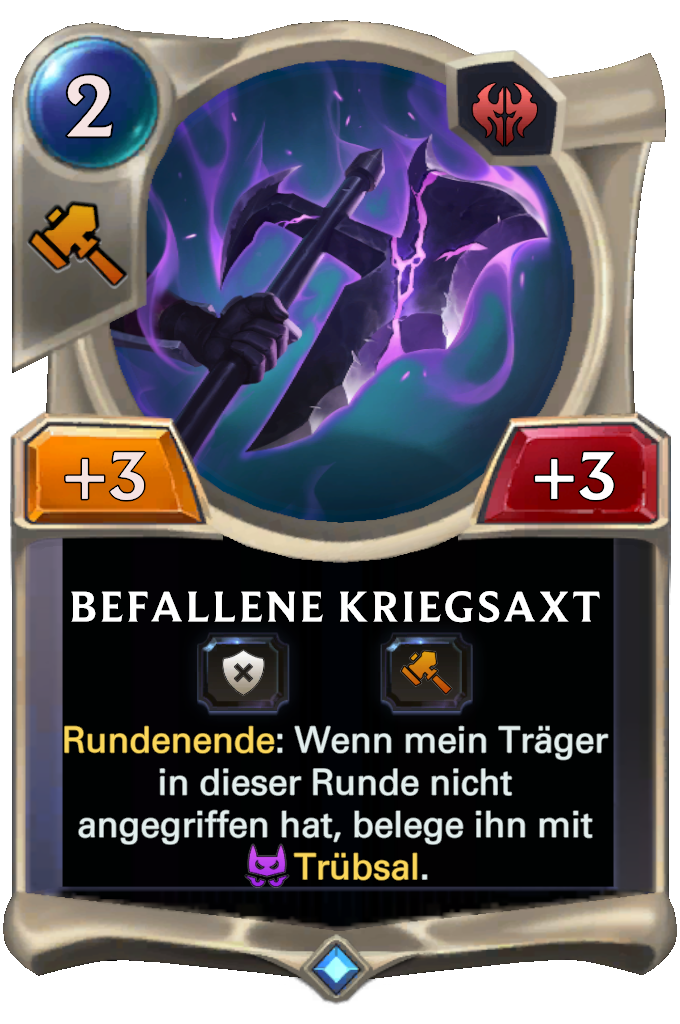 2
+3
+3
BEFALLENE KRIEGSAXT
Rundenende: Wenn mein Träger
in dieser Runde nicht
angegriffen hat, belege ihn mit
Trübsal.